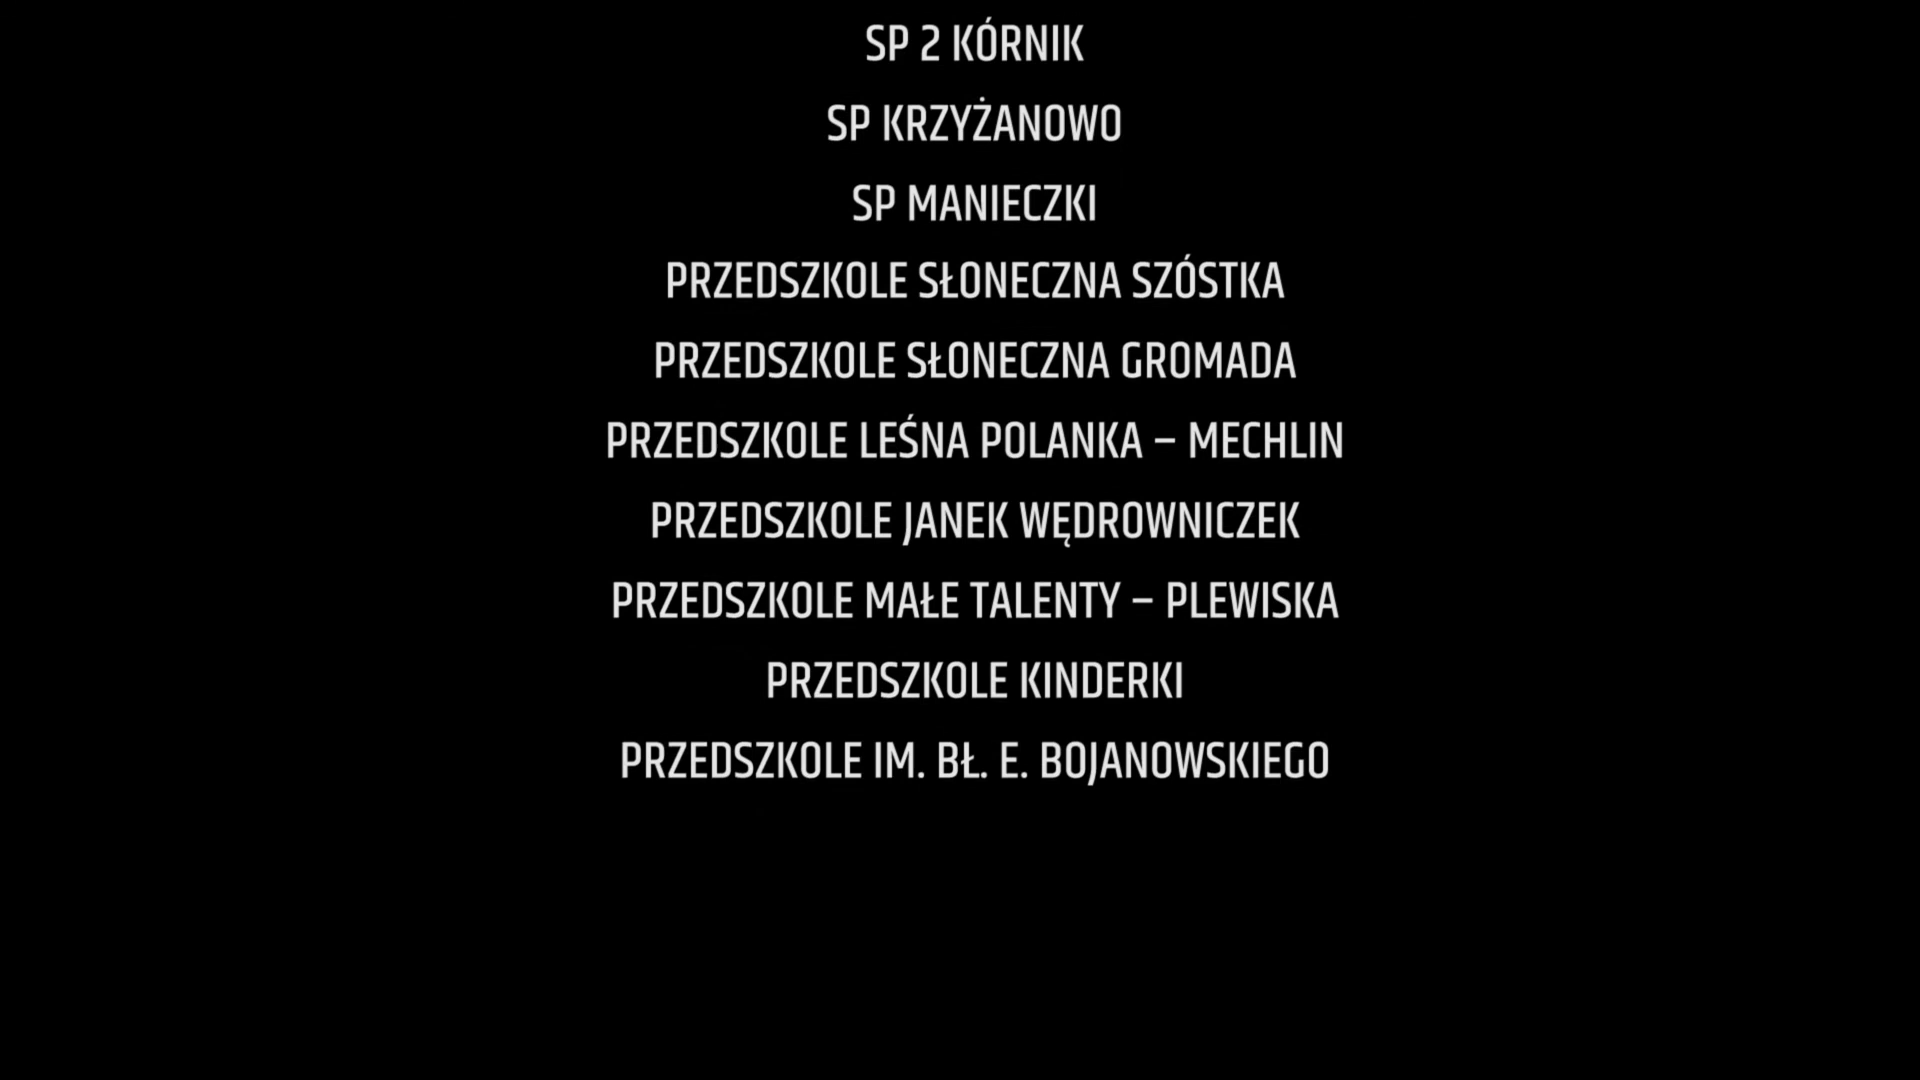 SP 2 KÓRNIK
SP KRZYŻANOWO
SP MANIECZKI
PRZEDSZKOLE SŁONECZNA SZÓSTKA
PRZEDSZKOLE SŁONECZNA GROMADA
PRZEDSZKOLE LEŚNA POLANKA – MECHLIN
PRZEDSZKOLE JANEK WĘDROWNICZEK
PRZEDSZKOLE MAŁE TALENTY – PLEWISKA
PRZEDSZKOLE KINDERKI
PRZEDSZKOLE IM. BŁ. E. BOJANOWSKIEGO